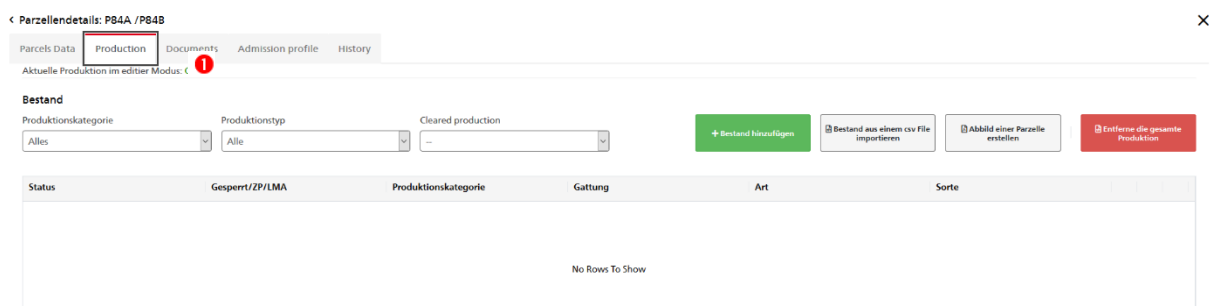 ‹ Parzellendetails: P84A /P84B
×
Parcels Data Production Documents Admission profile History
Aktuelle Produktion im editier Modus:
1
Bestand
Produktionskategorie Produktionstyp Cleared production
Alles Alle --
+ Bestand hinzufügen
Bestand aus einem csv File
importieren
Abbild einer Parzelle
erstellen
Entferne die gesamte
Produktion
Status Gesperrt/ZP/LMA Produktionskategorie Gattung Art Sorte
No Rows To Show